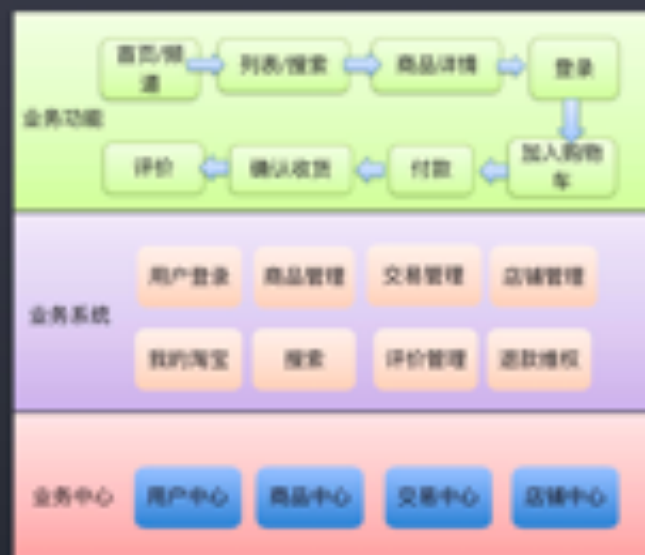 首页/频
道
列表/搜索
商品详情
登录
业务功能
评价
确认收货
付款
加入购物
车
用户登录
商品管理
交易管理
店铺管理
业务系统
我的淘宝
搜索
评价管理
退款维权
业务中心
用户中心
商品中心
交易中心
店铺中心